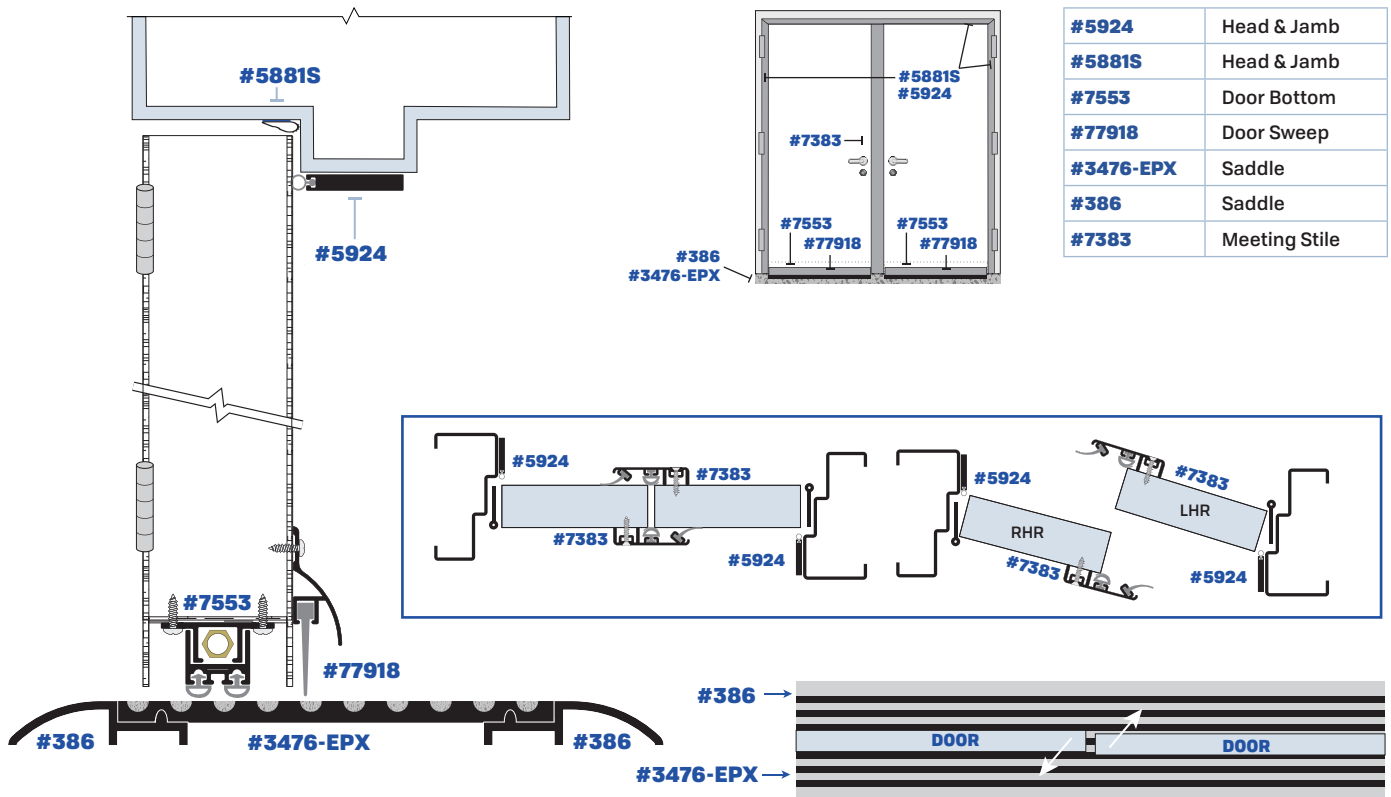 #5881S
#5924
#7553
#77918
#386
#3476-EPX
#386
#5881S
#5924
#7383
#7553
#7553
#77918
#77918
#386
#3476-EPX
#5924 Head & Jamb
#5881S Head & Jamb
#7553 Door Bottom
#77918 Door Sweep
#3476-EPX Saddle
#386 Saddle
#7383 Meeting Stile
#5924
#7383
#7383
#5924
#5924
#7383
RHR
LHR
#7383
#5924
#386
DOOR
DOOR
#3476-EPX